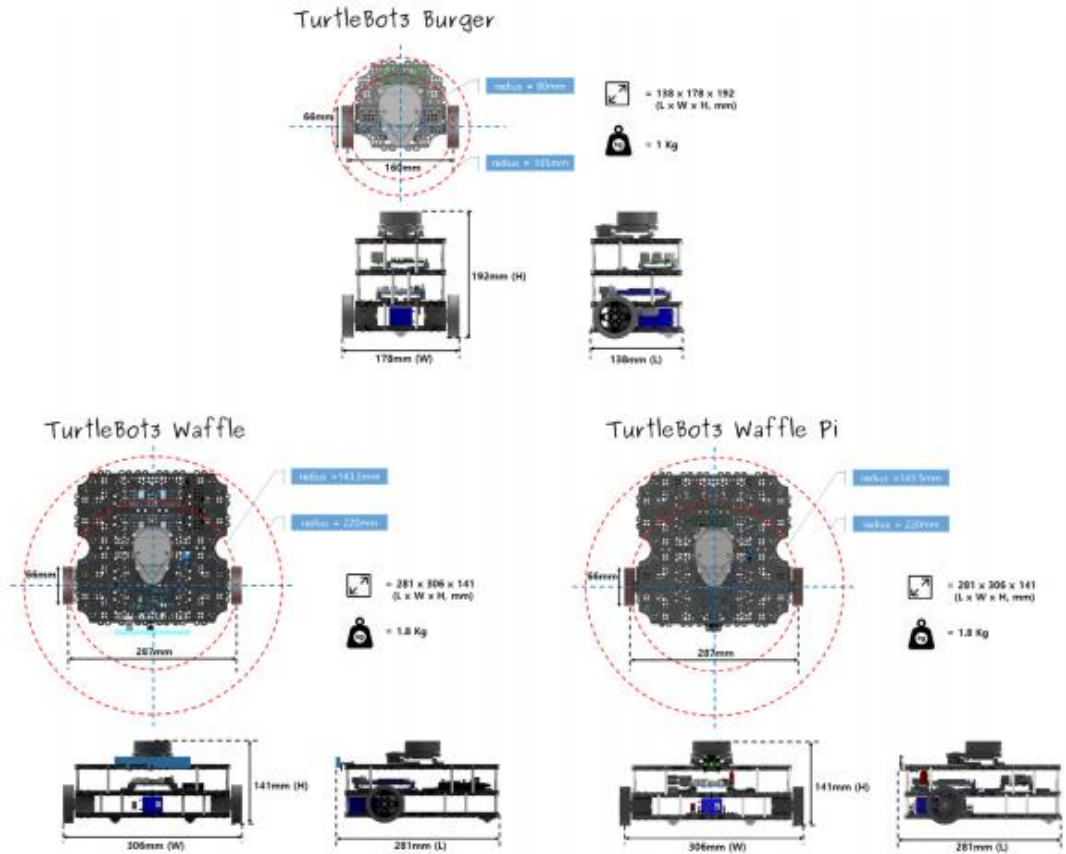 TurtleBot3 Burger
radius = 80mm
= 138 x 178 x 192
(L x W x H, mm)
66mm
= 1 Kg
radius = 105mm
160mm
192mm (H)
178mm (W)
138mm (L)
TurtleBot3 Waffle
radius =143.5mm
radius = 220mm
66mm
= 281 x 306 x 141
(L x W x H, mm)
= 1.8 Kg
287mm
141mm (H)
306mm (W)
281mm (L)
TurtleBot3 Waffle Pi
radius =143.5mm
radius = 220mm
66mm
= 281 x 306 x 141
(L x W x H, mm)
= 1.8 Kg
287mm
141mm (H)
306mm (W)
281mm (L)